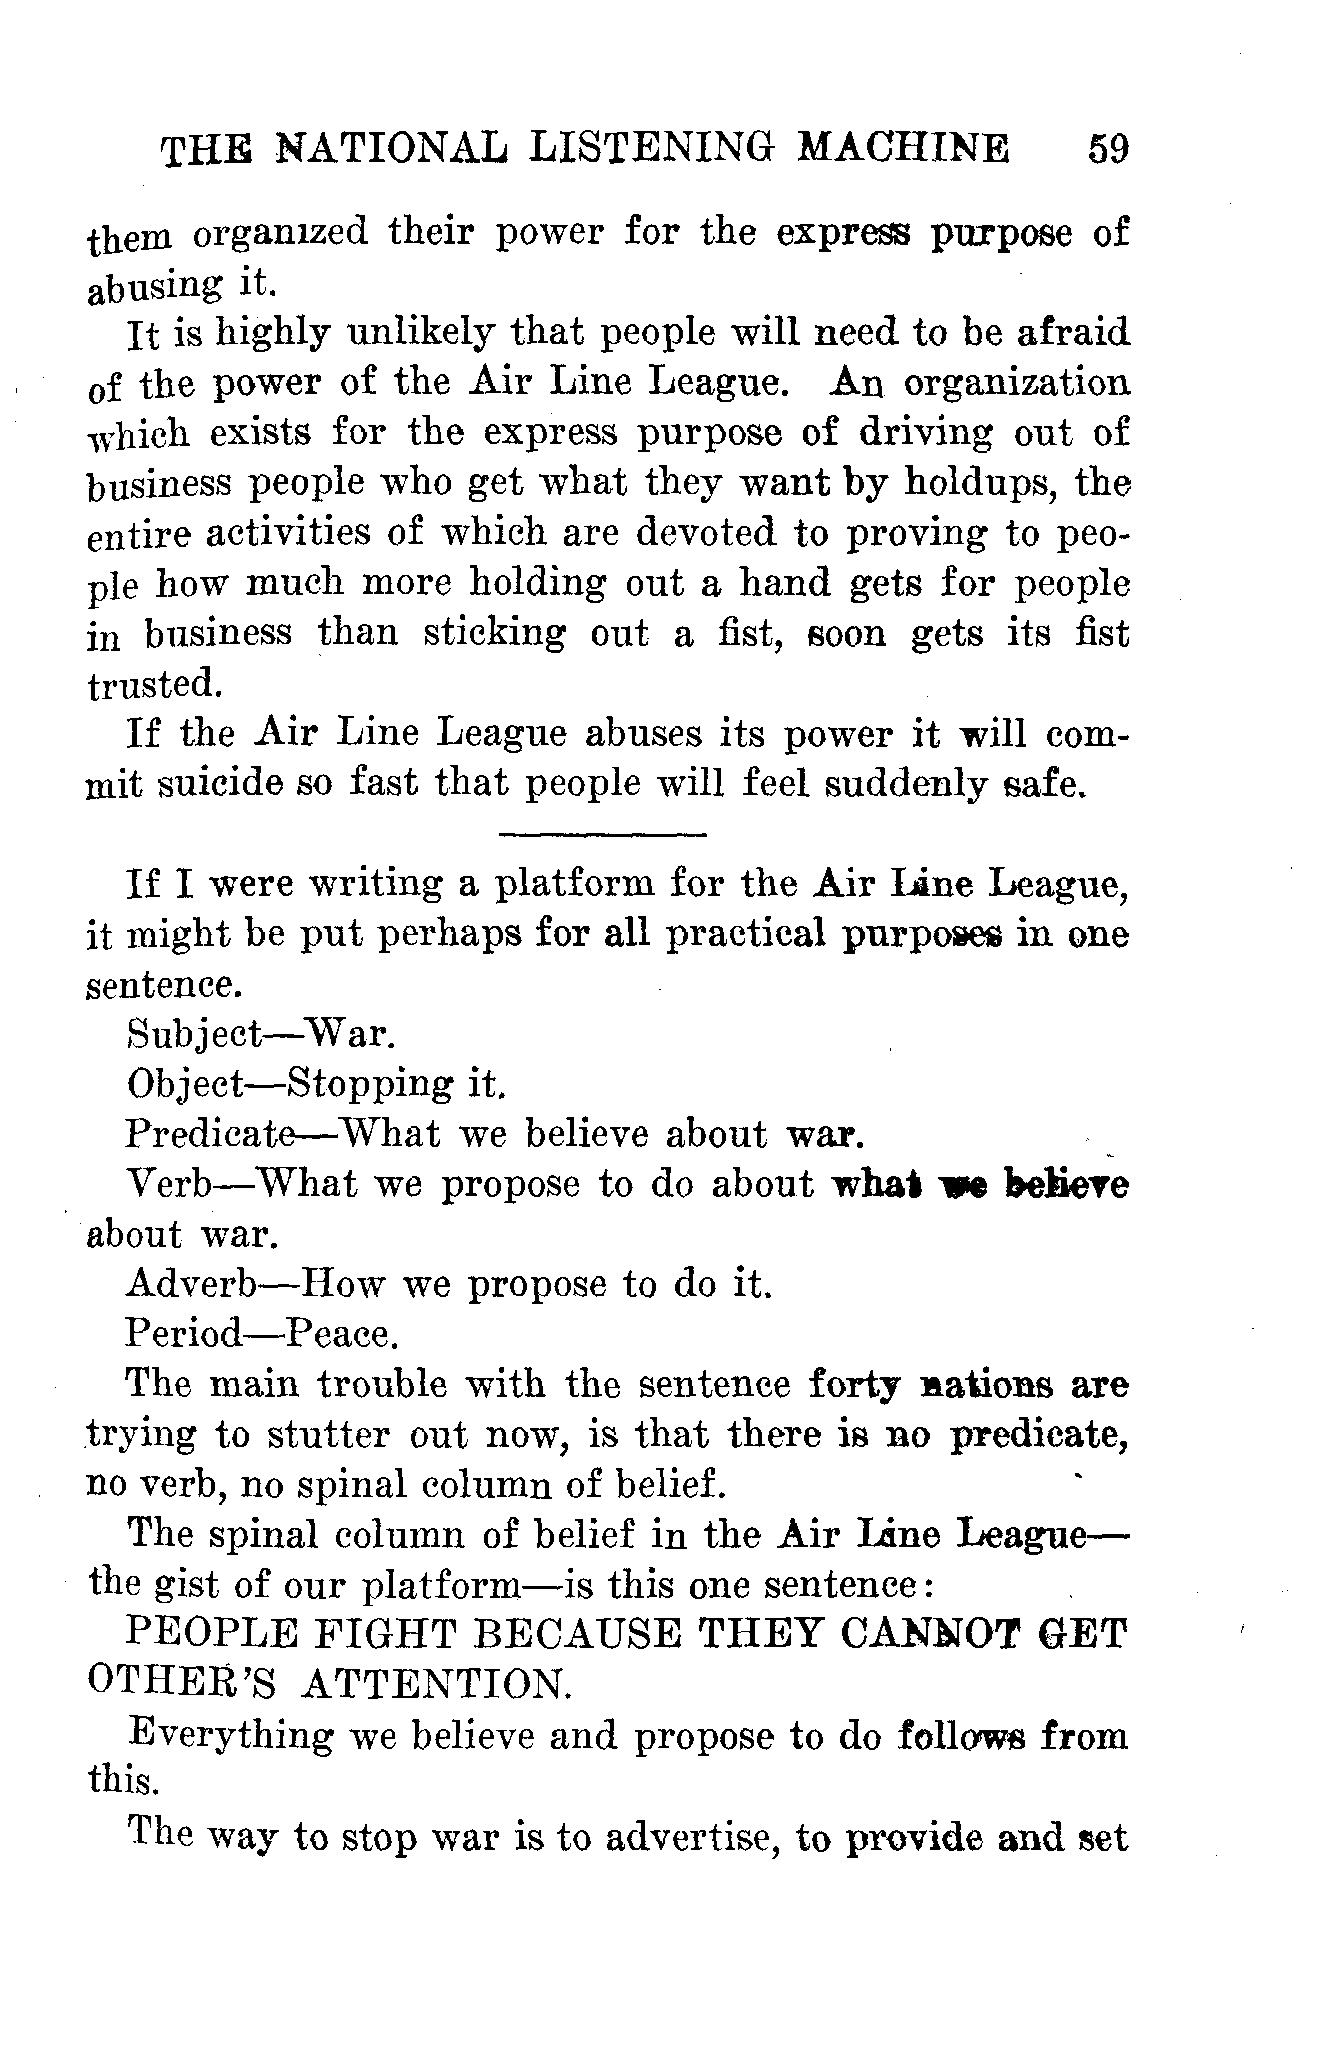 THE NATIONAL LISTENING MACHINE 59
them organized their power for the express purpose of
abusing it.
It is highly unlikely that people will need to be afraid
of the power of the Air Line League. An organization
which exists for the express purpose of driving out of
business people who get what they want by holdups, the
entire activities of which are devoted to proving to peo-
ple how much more holding out a hand gets for people
in business than sticking out a fist, soon gets its fist
trusted.
If the Air Line League abuses its power it will com-
mit suicide so fast that people will feel suddenly safe.
If I were writing a platform for the Air Line League,
it might be put perhaps for all practical purposes in one
sentence.
Subject—War.
Object—Stopping it.
Predicate—What we believe about war.
Verb—What we propose to do about what we believe
about war.
Adverb—How we propose to do it.
Period—Peace.
The main trouble with the sentence forty nations are
trying to stutter out now, is that there is no predicate,
no verb, no spinal column of belief.
The spinal column of belief in the Air Line League—
the gist of our platform—is this one sentence:
PEOPLE FIGHT BECAUSE THEY CANNOT GET
OTHER'S ATTENTION.
Everything we believe and propose to do follows from
this.
The way to stop war is to advertise, to provide and set